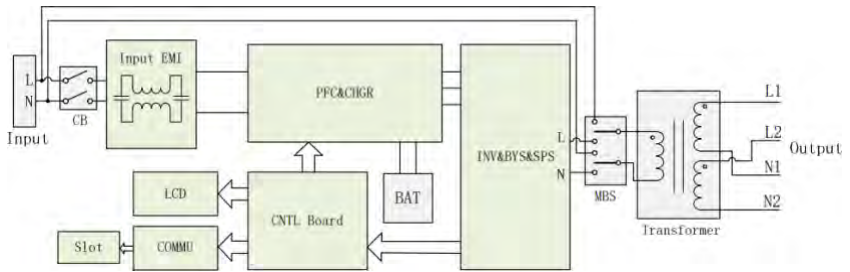 Input EMI
L
N
Input
CB
PFC&CHGR
INV&BYS&SPS
L
N
MBS
L1
L2
N1
N2
Output
Transformer
LCD
CNTL Board
BAT
Slot
COMMU